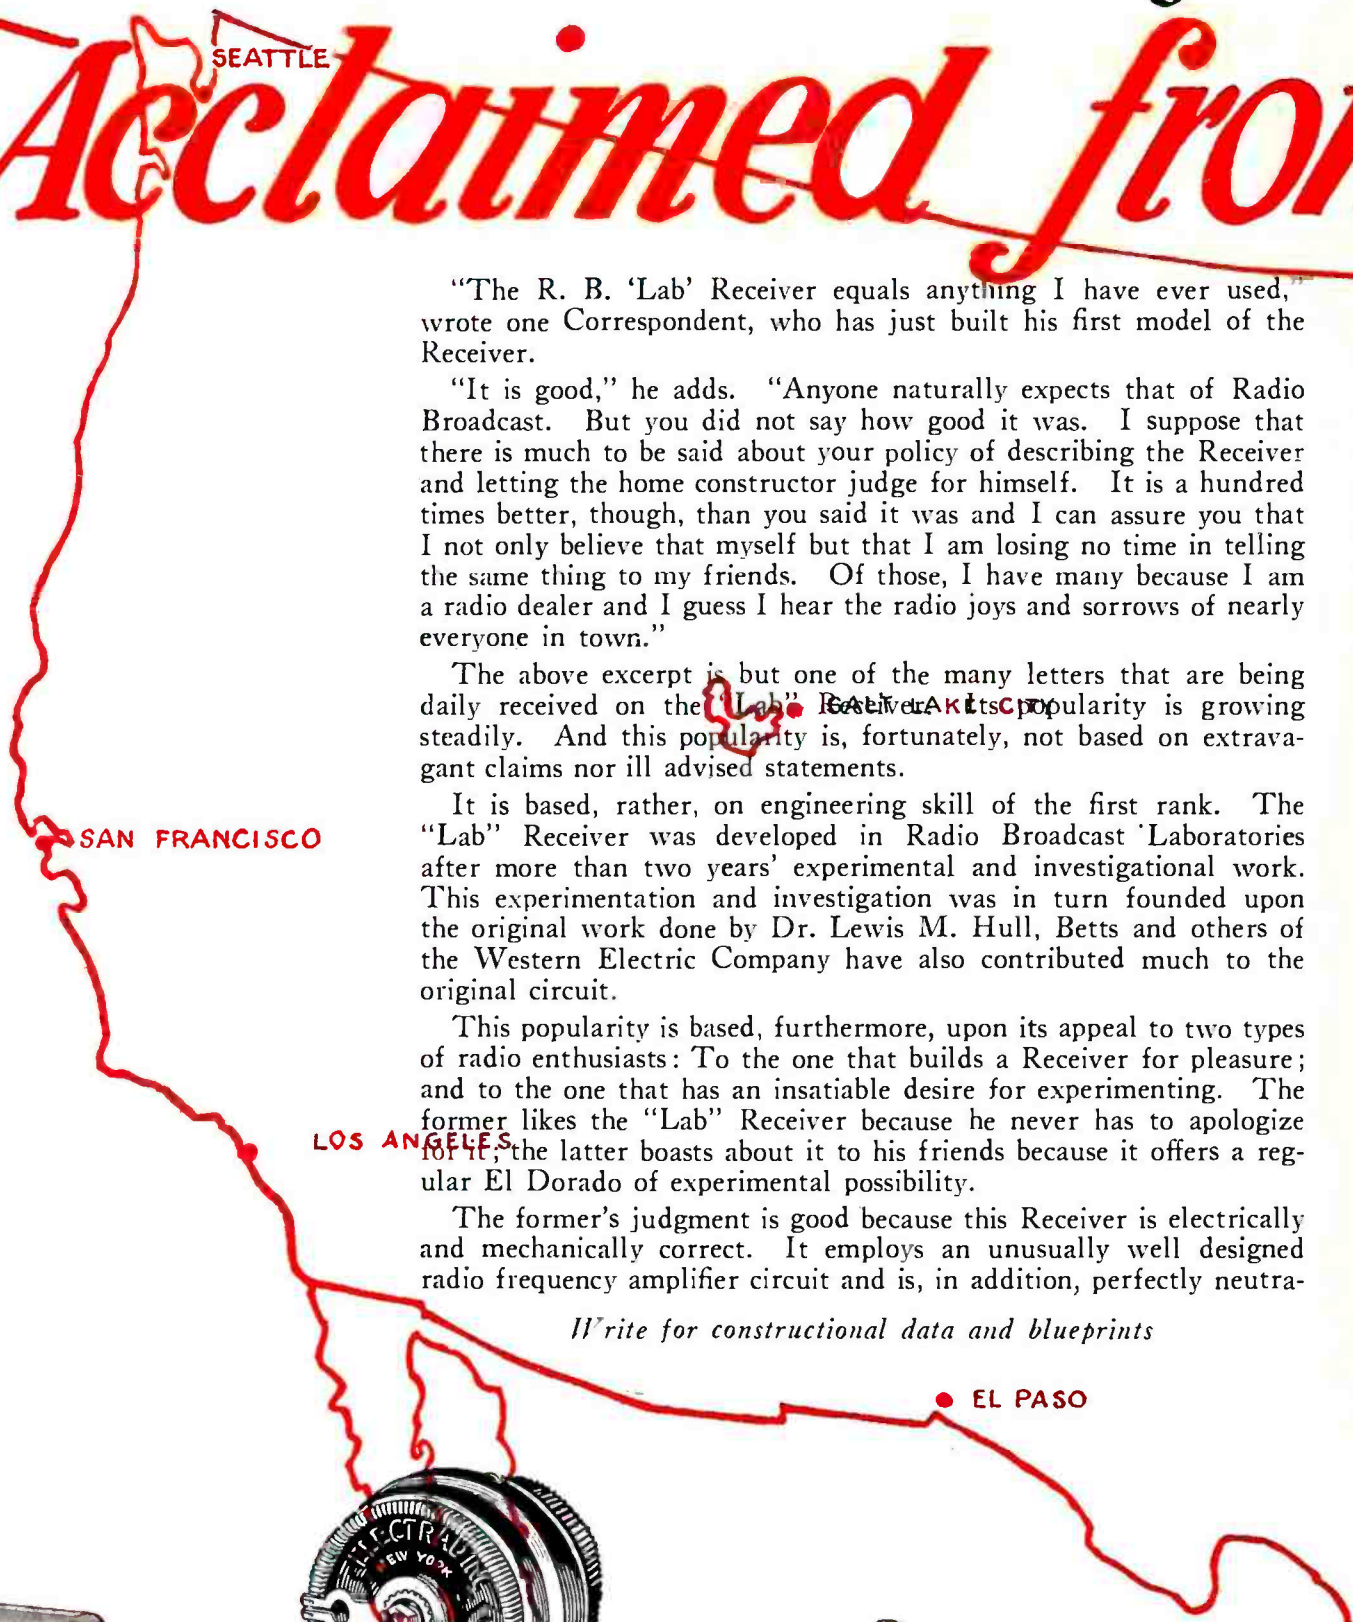 SEATTLE
Acclaimed fro
"The R. B. 'Lab' Receiver equals anything I have ever used,"
wrote one Correspondent, who has just built his first model of the
Receiver.
"It is good," he adds. "Anyone naturally expects that of Radio
Broadcast. But you did not say how good it was. I suppose that
there is much to be said about your policy of describing the Receiver
and letting the home constructor judge for himself. It is a hundred
times better, though, than you said it was and I can assure you that
I not only believe that myself but that I am losing no time in telling
the same thing to my friends. Of those, I have many because I am
a radio dealer and I guess I hear the radio joys and sorrows of nearly
everyone in town."
The above excerpt is but one of the many letters that are being
daily received on the "Lab" Receiver. Its popularity is growing
SALT LAKE CITY
steadily. And this popularity is, fortunately, not based on extrava-
gant claims nor ill advised statements.
It is based, rather, on engineering skill of the first rank. The
"Lab" Receiver was developed in Radio Broadcast Laboratories
after more than two years' experimental and investigational work.
This experimentation and investigation was in turn founded upon
the original work done by Dr. Lewis M. Hull, Betts and others of
the Western Electric Company have also contributed much to the
original circuit.
SAN FRANCISCO
This popularity is based, furthermore, upon its appeal to two types
of radio enthusiasts: To the one that builds a Receiver for pleasure;
and to the one that has an insatiable desire for experimenting. The
former likes the "Lab" Receiver because he never has to apologize
for it; the latter boasts about it to his friends because it offers a reg-
ular El Dorado of experimental possibility.
LOS ANGELES
The former's judgment is good because this Receiver is electrically
and mechanically correct. It employs an unusually well designed
radio frequency amplifier circuit and is, in addition, perfectly neutra-
Write for constructional data and blueprints
EL PASO
ELECTRAD INC
NEW YORK